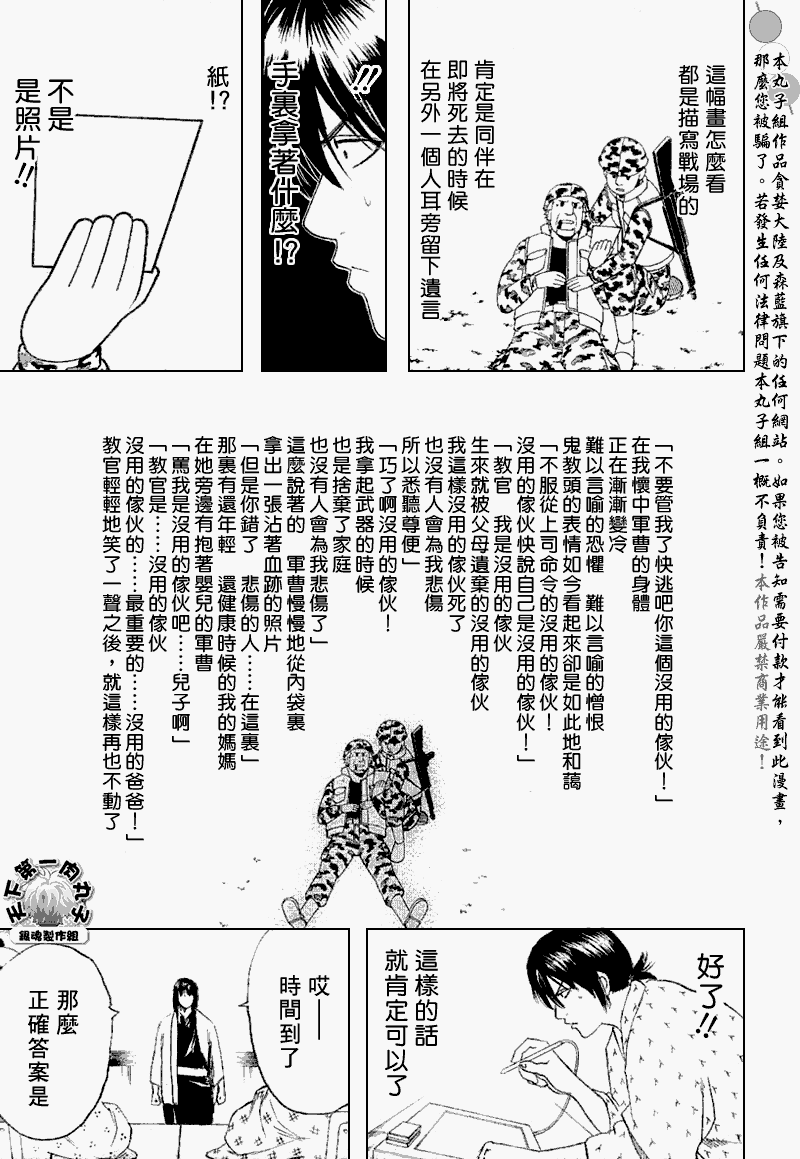 本丸子組作品貪婪大陸及森藍旗下的任何網站。如果您被告知需要付款才能看到此漫畫，
那麼您被騙了。若發生任何法律問題本丸子組一概不負責！本作品嚴禁商業用途！
這幅畫怎麼看
都是描寫戰場的
肯定是同伴在
即將死去的時候
在另外一個人耳旁留下遺言
!!
手裏拿著什麼!?
紙!?
不是
是照片!!
「不要管我了快逃吧你這個沒用的傢伙！」
在我懷中軍曹的身體
正在漸漸變冷
難以言喻的恐懼　難以言喻的憎恨
鬼教頭的表情如今看起來卻是如此地和藹
「不服從上司命令的沒用的傢伙！
沒用的傢伙快說自己是沒用的傢伙！」
「教官　我是沒用的傢伙
生來就被父母遺棄的沒用的傢伙
我這樣沒用的傢伙死了
也沒有人會為我悲傷
所以悉聽尊便」
「巧了啊沒用的傢伙！
我拿起武器的時候
也是捨棄了家庭
也沒有人會為我悲傷了」
這麼說著的　軍曹慢慢地從內袋裏
拿出一張沾著血跡的照片
「但是你錯了　悲傷的人……在這裏」
那裏有還年輕　還健康時候的我的媽媽
在她旁邊有抱著嬰兒的軍曹
「罵我是沒用的傢伙吧……兒子啊」
「教官是……沒用的傢伙
沒用的傢伙的……最重要的……沒用的爸爸！」
教官輕輕地笑了一聲之後，就這樣再也不動了
天下第一肉丸子
銀魂製作組
好了!!
這樣的話
就肯定可以了
哎──
時間到了
那麼
正確答案是